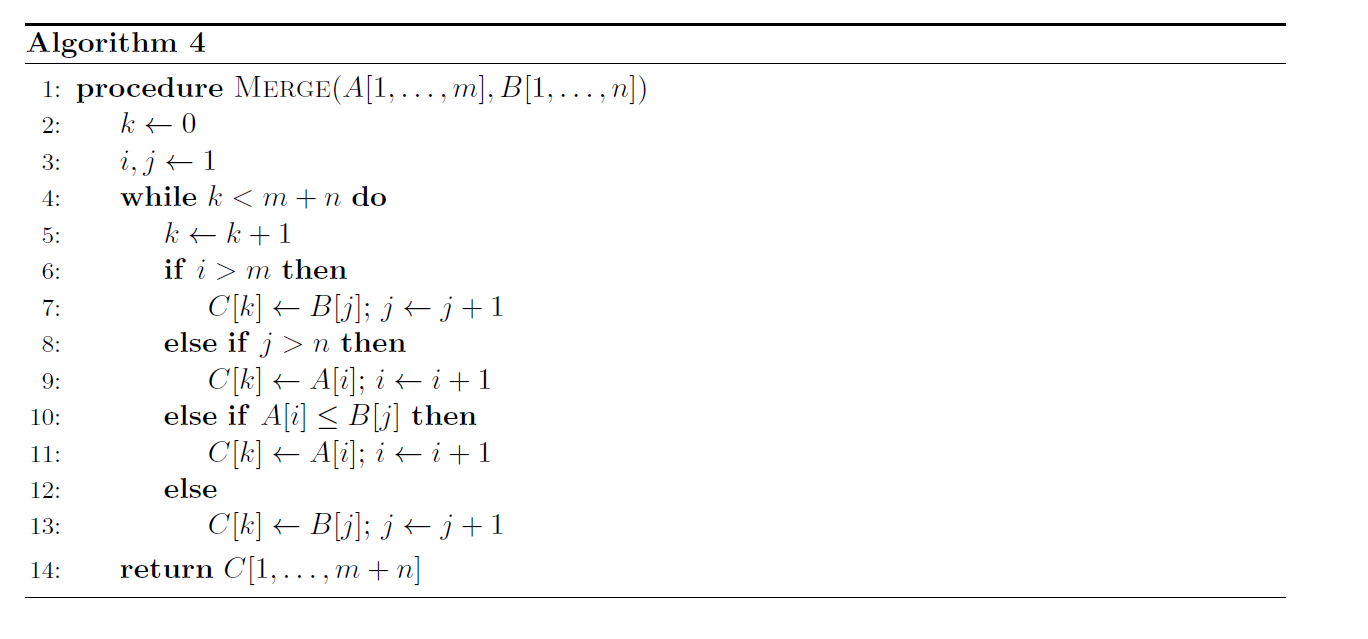 Algorithm 4
1: procedure MERGE(A[1, . . . , m], B[1, . . . , n])
2: k ← 0
3: i, j ← 1
4: while k < m + n do
5: k ← k + 1
6: if i > m then
7: C[k] ← B[j]; j ← j + 1
8: else if j > n then
9: C[k] ← A[i]; i ← i + 1
10: else if A[i] ≤ B[j] then
11: C[k] ← A[i]; i ← i + 1
12: else
13: C[k] ← B[j]; j ← j + 1
14: return C[1, . . . , m + n]